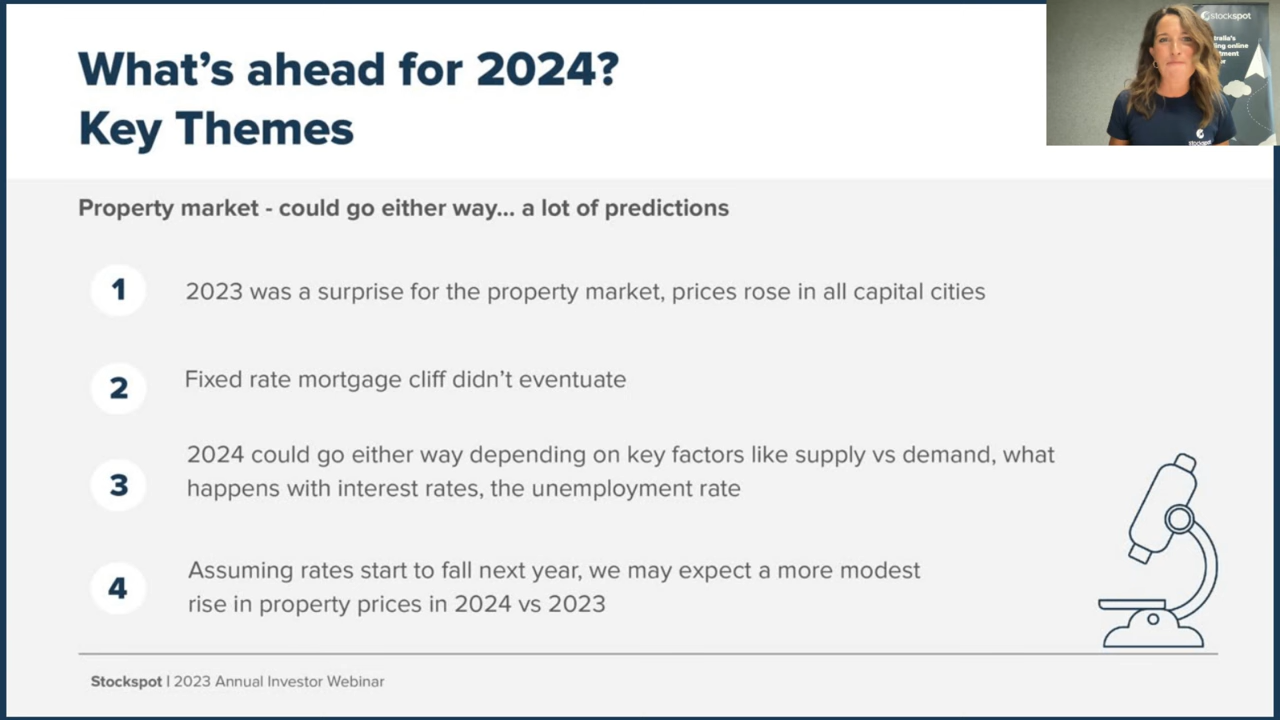 What's ahead for 2024?
Key Themes
stockspot
Property market - could go either way... a lot of predictions
1
2023 was a surprise for the property market, prices rose in all capital cities
2
Fixed rate mortgage cliff didn't eventuate
3
2024 could go either way depending on key factors like supply vs demand, what
happens with interest rates, the unemployment rate
4
Assuming rates start to fall next year, we may expect a more modest
rise in property prices in 2024 vs 2023
Stockspot | 2023 Annual Investor Webinar